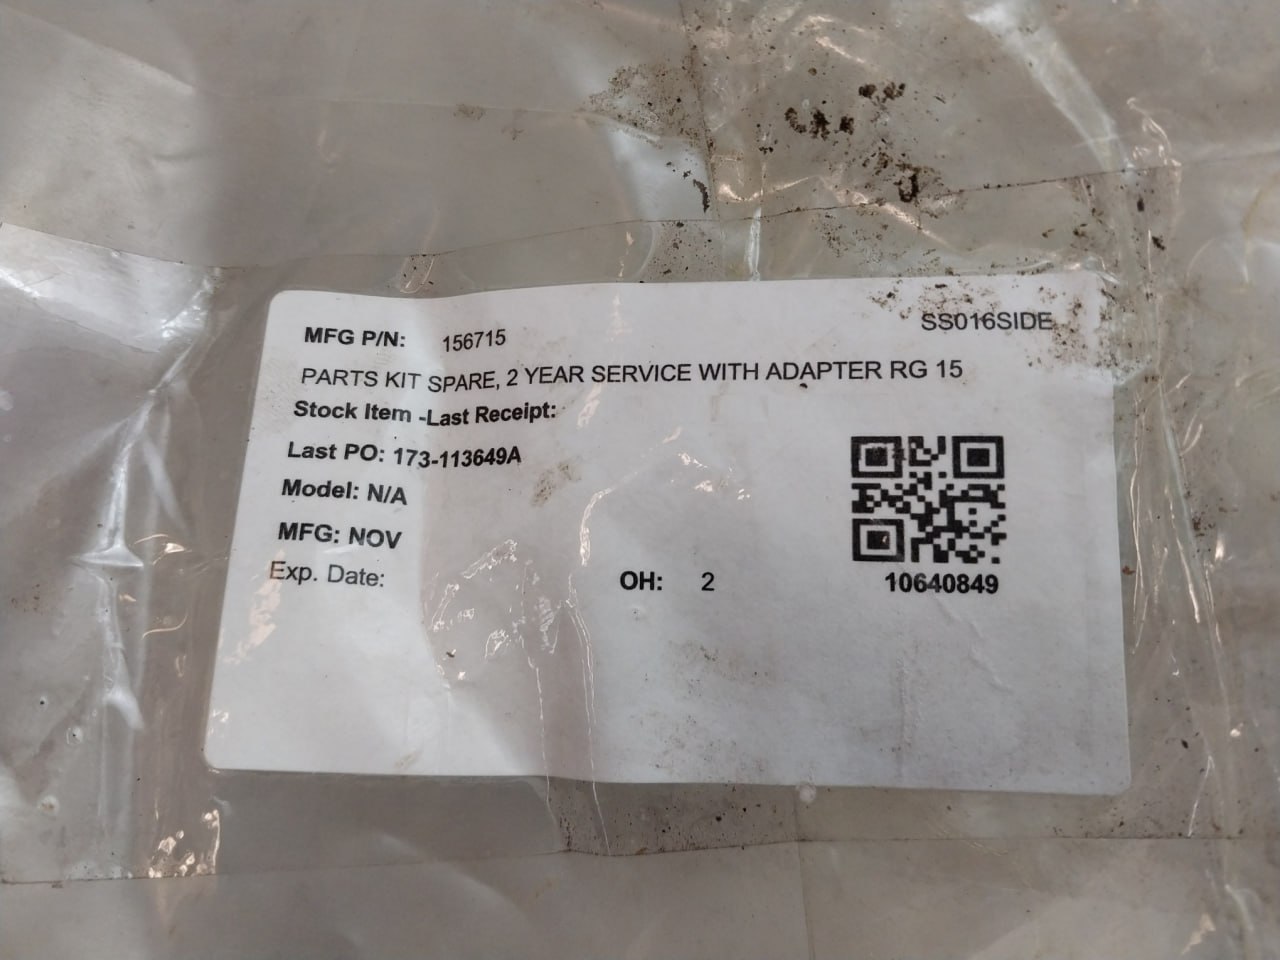 SS016SIDE
MFG P/N: 156715
PARTS KIT SPARE, 2 YEAR SERVICE WITH ADAPTER RG 15
Stock Item -Last Receipt:
Last PO: 173-113649A
Model: N/A
MFG: NOV
Exp. Date:
OH: 2
10640849